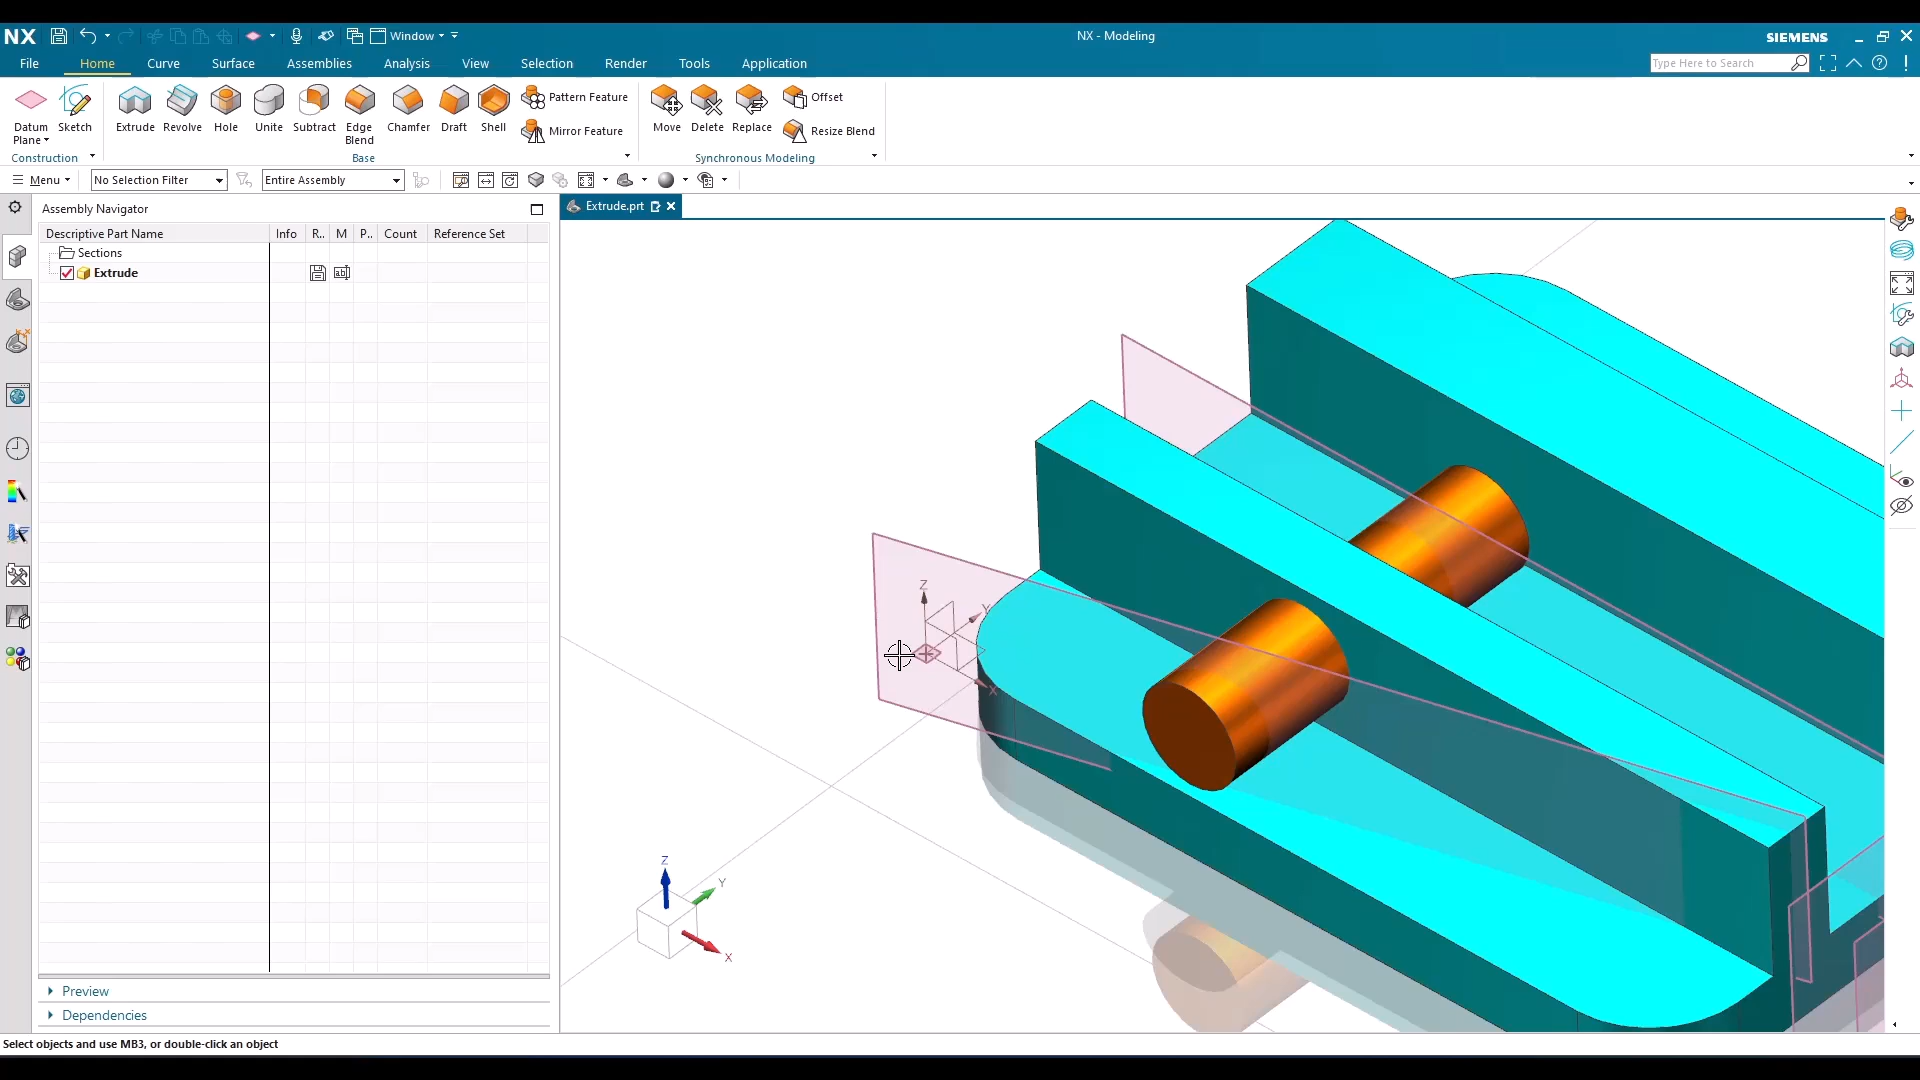 NX
Window
NX - Modeling
SIEMENS
File
Home
Curve
Surface
Assemblies
Analysis
View
Selection
Render
Tools
Application
Type Here to Search
Datum
Plane
Sketch
Extrude
Revolve
Hole
Unite
Subtract
Edge
Blend
Chamfer
Draft
Shell
Pattern Feature
Mirror Feature
Move
Delete
Replace
Offset
Resize Blend
Construction
Base
Synchronous Modeling
Menu
No Selection Filter
Entire Assembly
Assembly Navigator
Extrude.prt
Descriptive Part Name
Info
R..
M
P..
Count
Reference Set
Sections
Extrude
Z
Y
X
Z
Y
X
Preview
Dependencies
Select objects and use MB3, or double-click an object